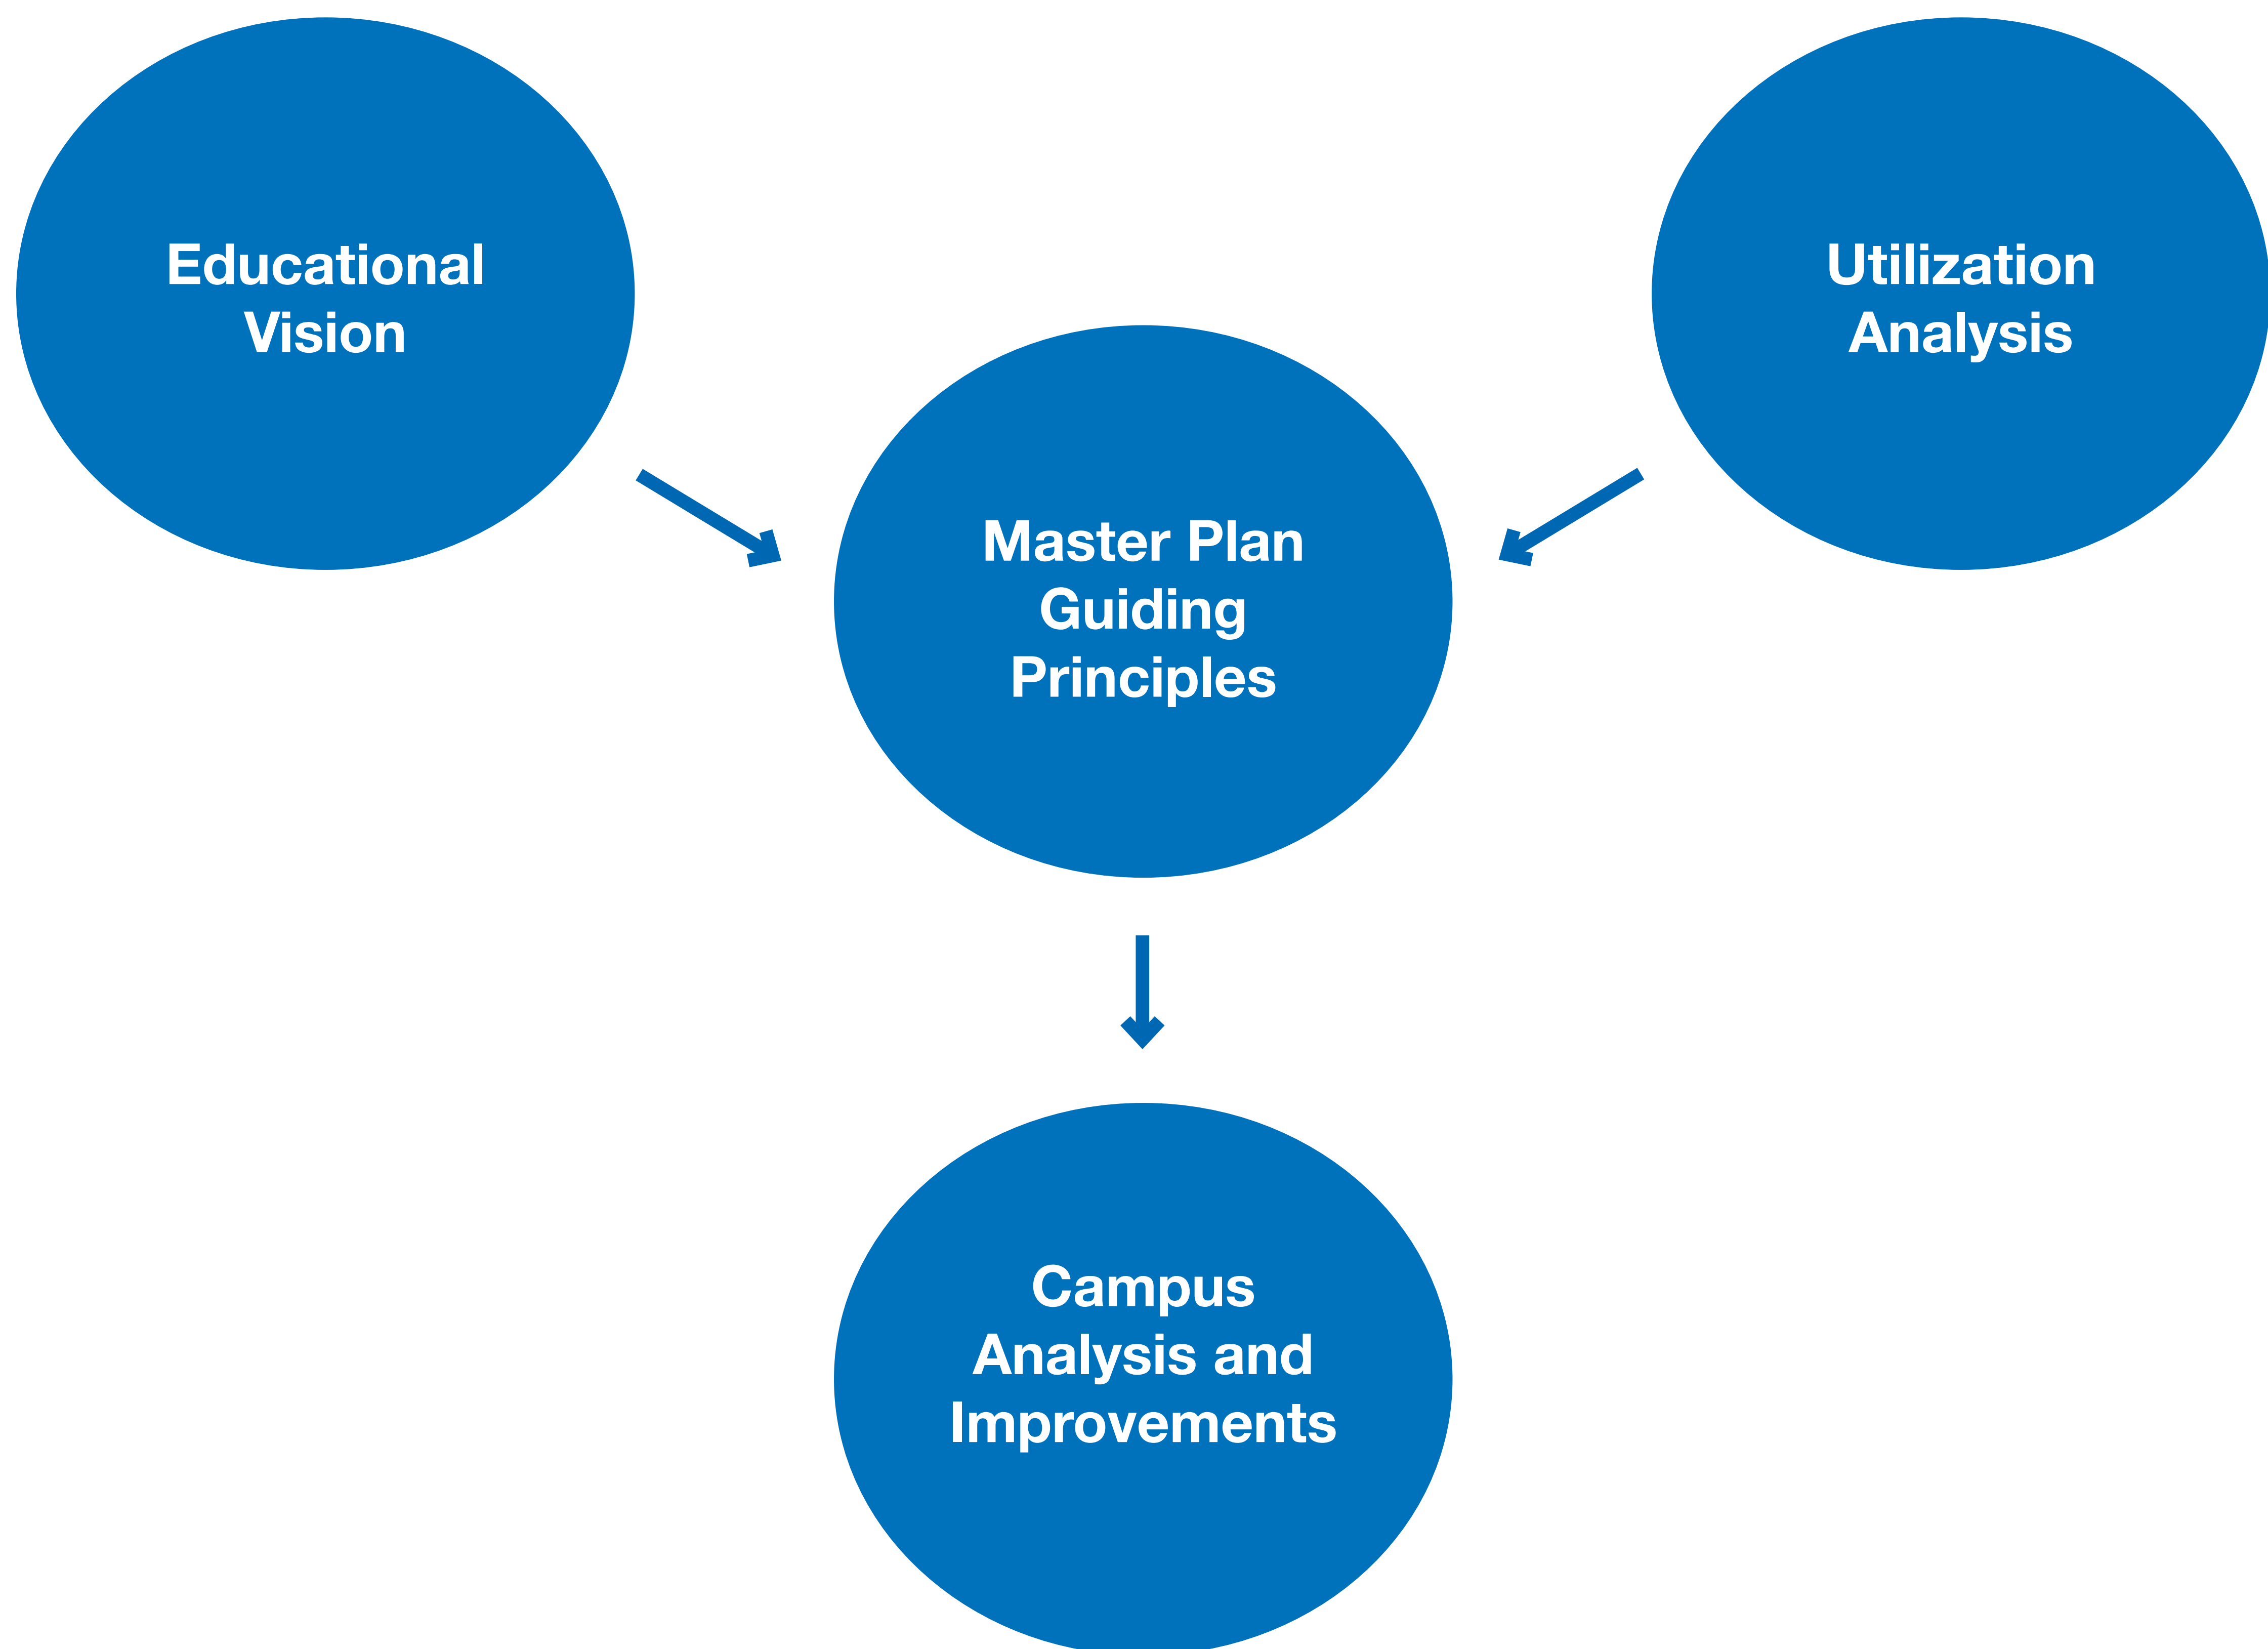 Educational
Vision
Utilization
Analysis
Master Plan
Guiding
Principles
Campus
Analysis and
Improvements